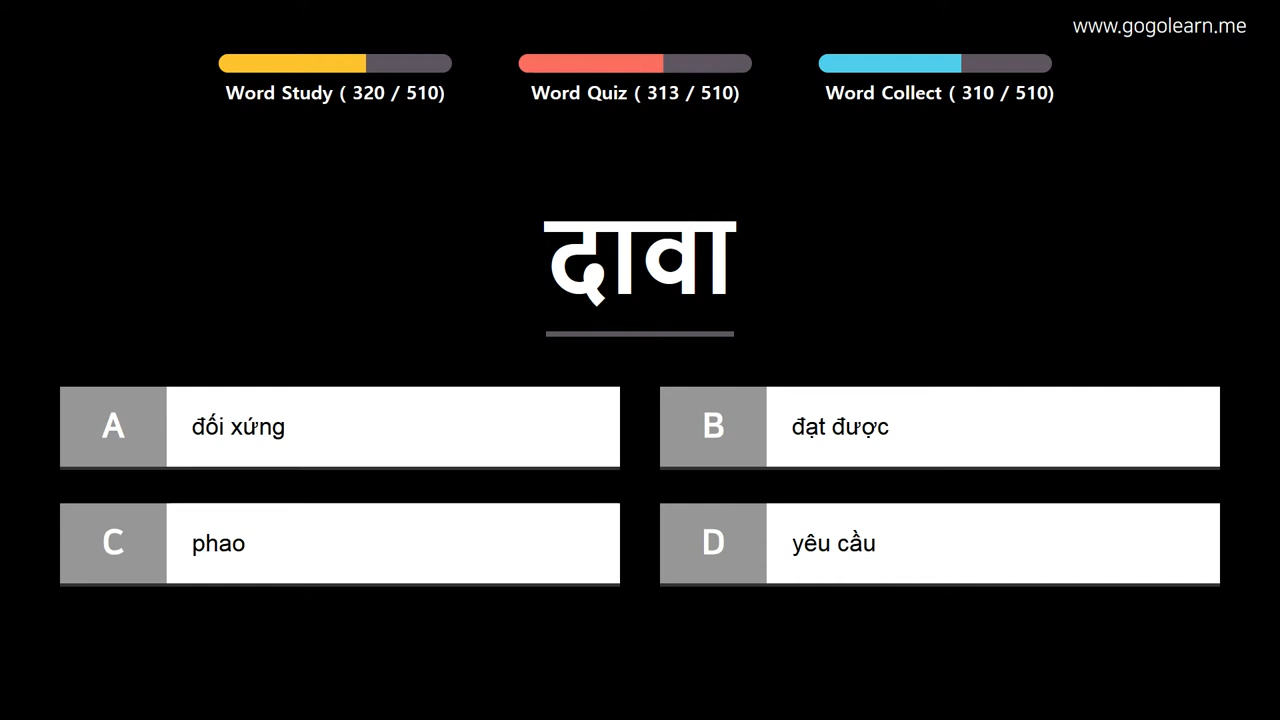 www.gogolearn.me
Word Study ( 320 / 510)
Word Quiz ( 313 / 510)
Word Collect ( 310 / 510)
दावा
A đối xứng
B đạt được
C phao
D yêu cầu